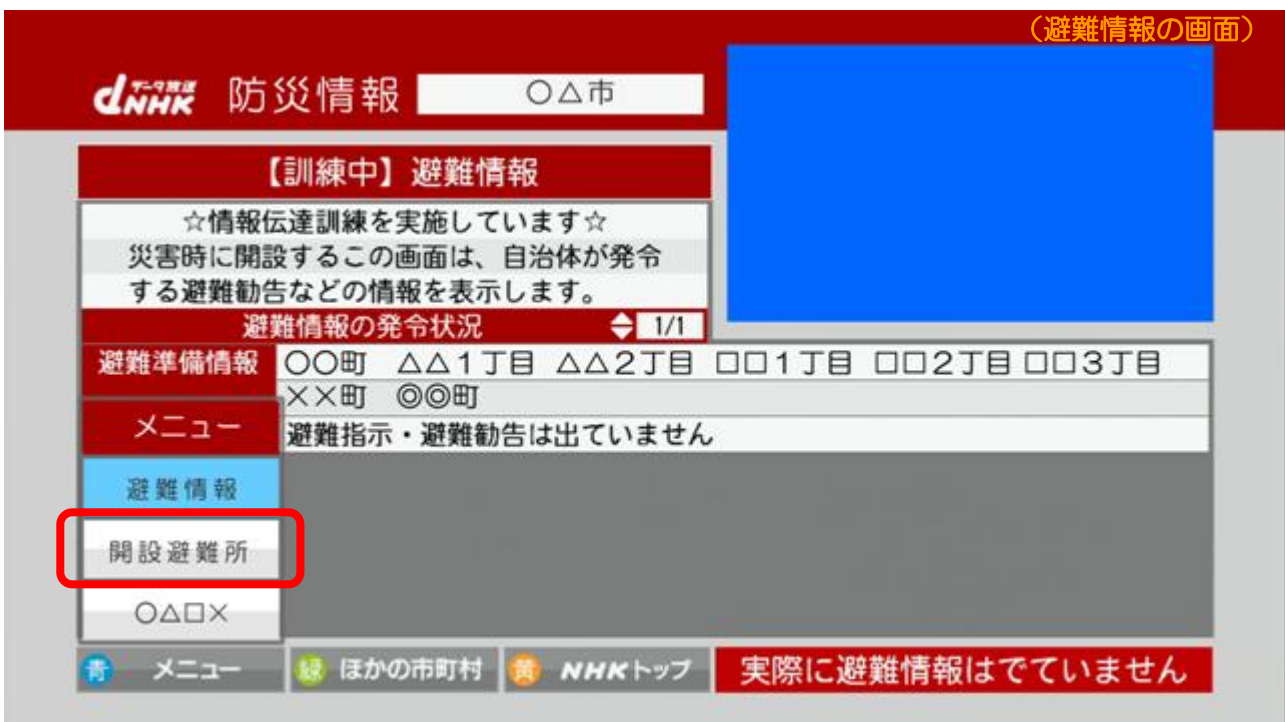 （避難情報の画面）
データ放送
dNHK 防災情報 ○△市
【訓練中】避難情報
☆情報伝達訓練を実施しています☆
災害時に開設するこの画面は、自治体が発令
する避難勧告などの情報を表示します。
避難情報の発令状況 1/1
避難準備情報 ○○町 △△１丁目 △△２丁目 □□１丁目 □□２丁目 □□３丁目
××町 ◎◎町
避難指示・避難勧告は出ていません
メニュー
避難情報
開設避難所
○△□×
青 メニュー 緑 ほかの市町村 黄 NHKトップ 実際に避難情報はでていません